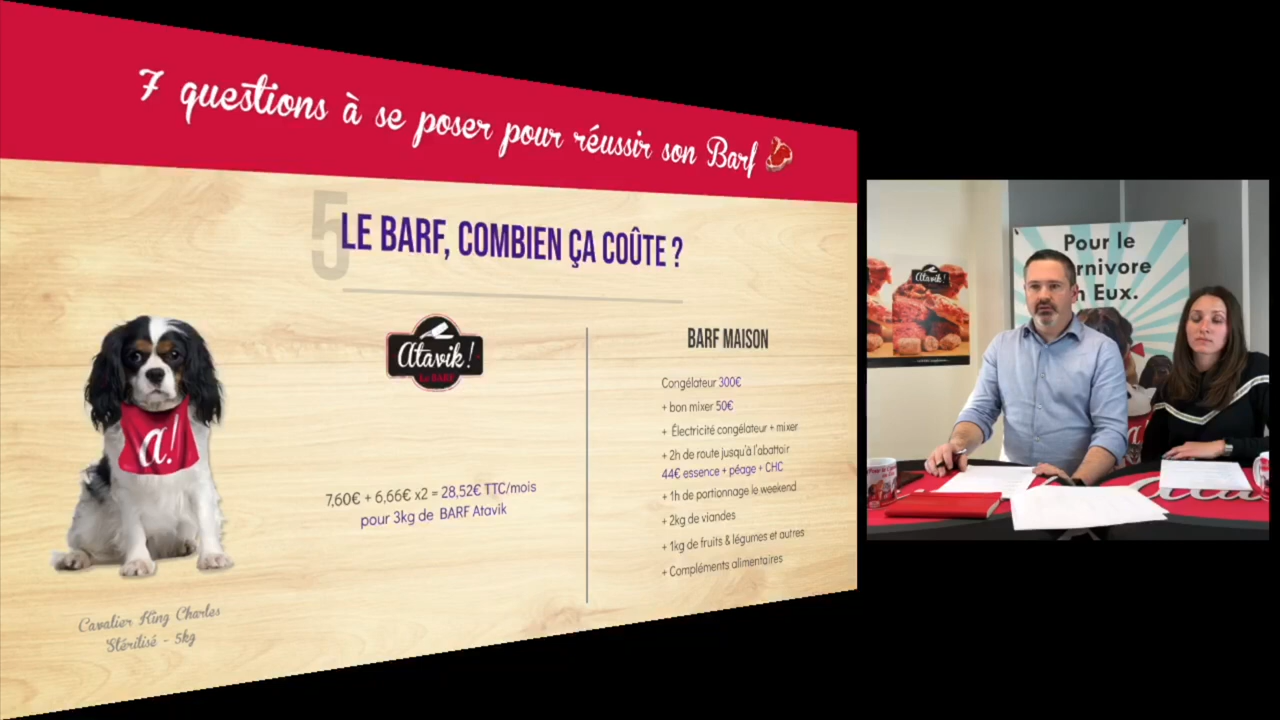 7 questions à se poser pour réussir son Barf
5
LE BARF, COMBIEN ÇA COÛTE ?
Atavik!
Le BARF
7,60€ + 6,66€ x2 = 28,52€ TTC/mois
pour 3kg de BARF Atavik
BARF MAISON
Congélateur 300€
+ bon mixer 50€
+ Électricité congélateur + mixer
+ 2h de route jusqu'à l'abattoir
44€ essence + péage + CHC
+ 1h de portionnage le weekend
+ 2kg de viandes
+ 1kg de fruits & légumes et autres
+ Compléments alimentaires
a!
Cavalier King Charles
Stérilisé - 5kg
Atavik!
Pour le
rnivore
n Eux.